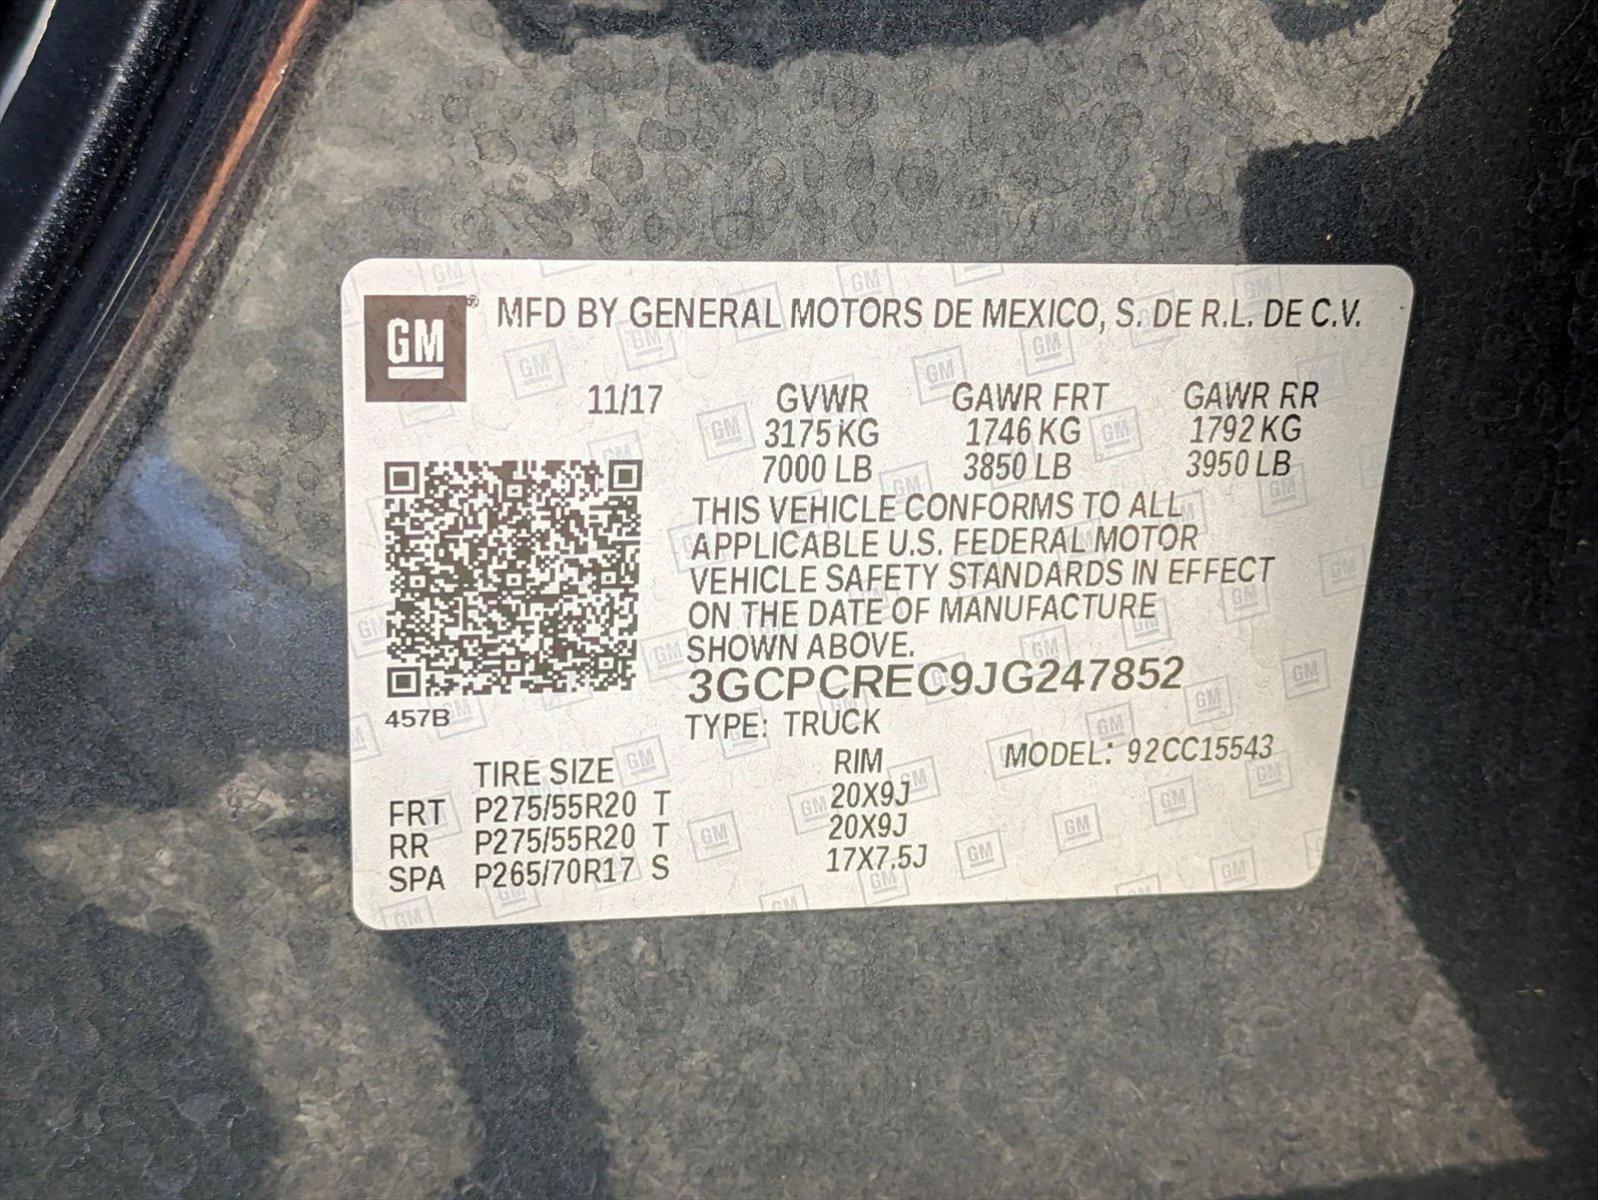 GM® MFD BY GENERAL MOTORS DE MEXICO, S. DE R.L. DE C.V.
11/17 GVWR GAWR FRT GAWR RR
3175 KG 1746 KG 1792 KG
7000 LB 3850 LB 3950 LB
THIS VEHICLE CONFORMS TO ALL
APPLICABLE U.S. FEDERAL MOTOR
VEHICLE SAFETY STANDARDS IN EFFECT
ON THE DATE OF MANUFACTURE
SHOWN ABOVE.
3GCPCREC9JG247852
457B TYPE: TRUCK
MODEL: 92CC15543
TIRE SIZE RIM
FRT P275/55R20 T 20X9J
RR P275/55R20 T 20X9J
SPA P265/70R17 S 17X7.5J